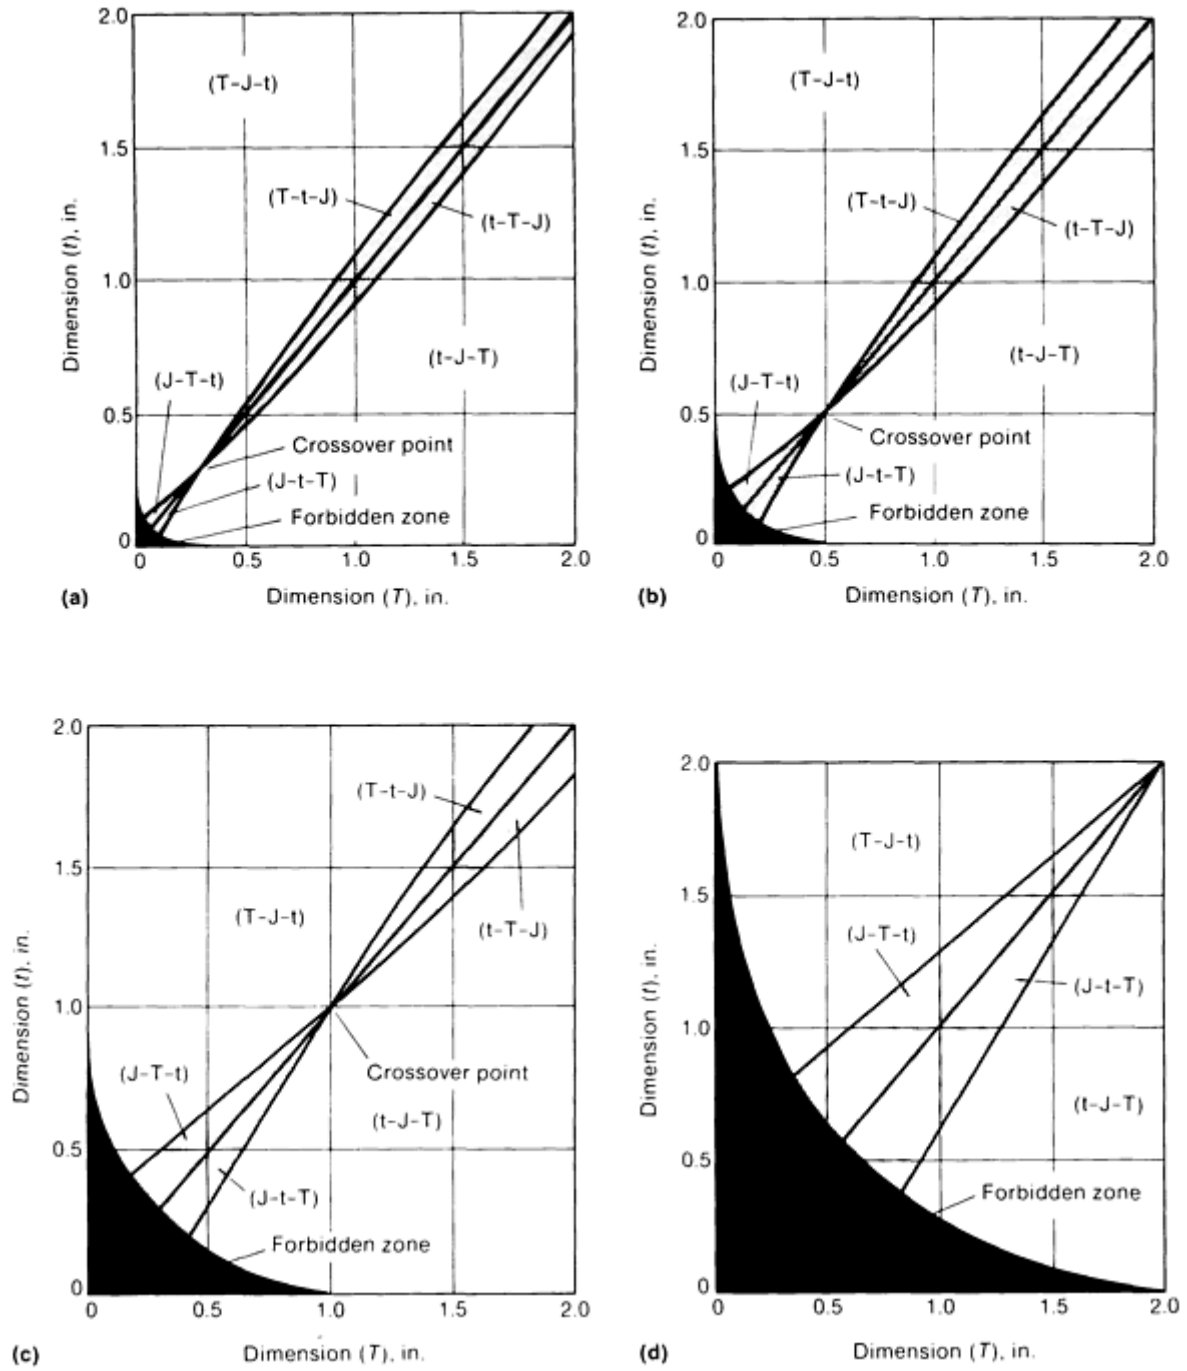 2.0
(T-J-t)
1.5
(T-t-J)
(t-T-J)
1.0
(t-J-T)
(J-T-t)
0.5
Crossover point
(J-t-T)
Forbidden zone
0
0 0.5 1.0 1.5 2.0
Dimension (t), in.
(a) Dimension (T), in.
2.0
(T-J-t)
1.5
(T-t-J)
(t-T-J)
1.0
(t-J-T)
(J-T-t)
0.5
Crossover point
(J-t-T)
Forbidden zone
0
0 0.5 1.0 1.5 2.0
Dimension (t), in.
(b) Dimension (T), in.
2.0
(T-t-J)
1.5
(T-J-t)
(t-T-J)
1.0
Crossover point
(J-T-t)
(t-J-T)
0.5
(J-t-T)
Forbidden zone
0
0 0.5 1.0 1.5 2.0
Dimension (t), in.
(c) Dimension (T), in.
2.0
(T-J-t)
1.5
(J-T-t)
(J-t-T)
1.0
(t-J-T)
0.5
Forbidden zone
0
0 0.5 1.0 1.5 2.0
Dimension (t), in.
(d) Dimension (T), in.